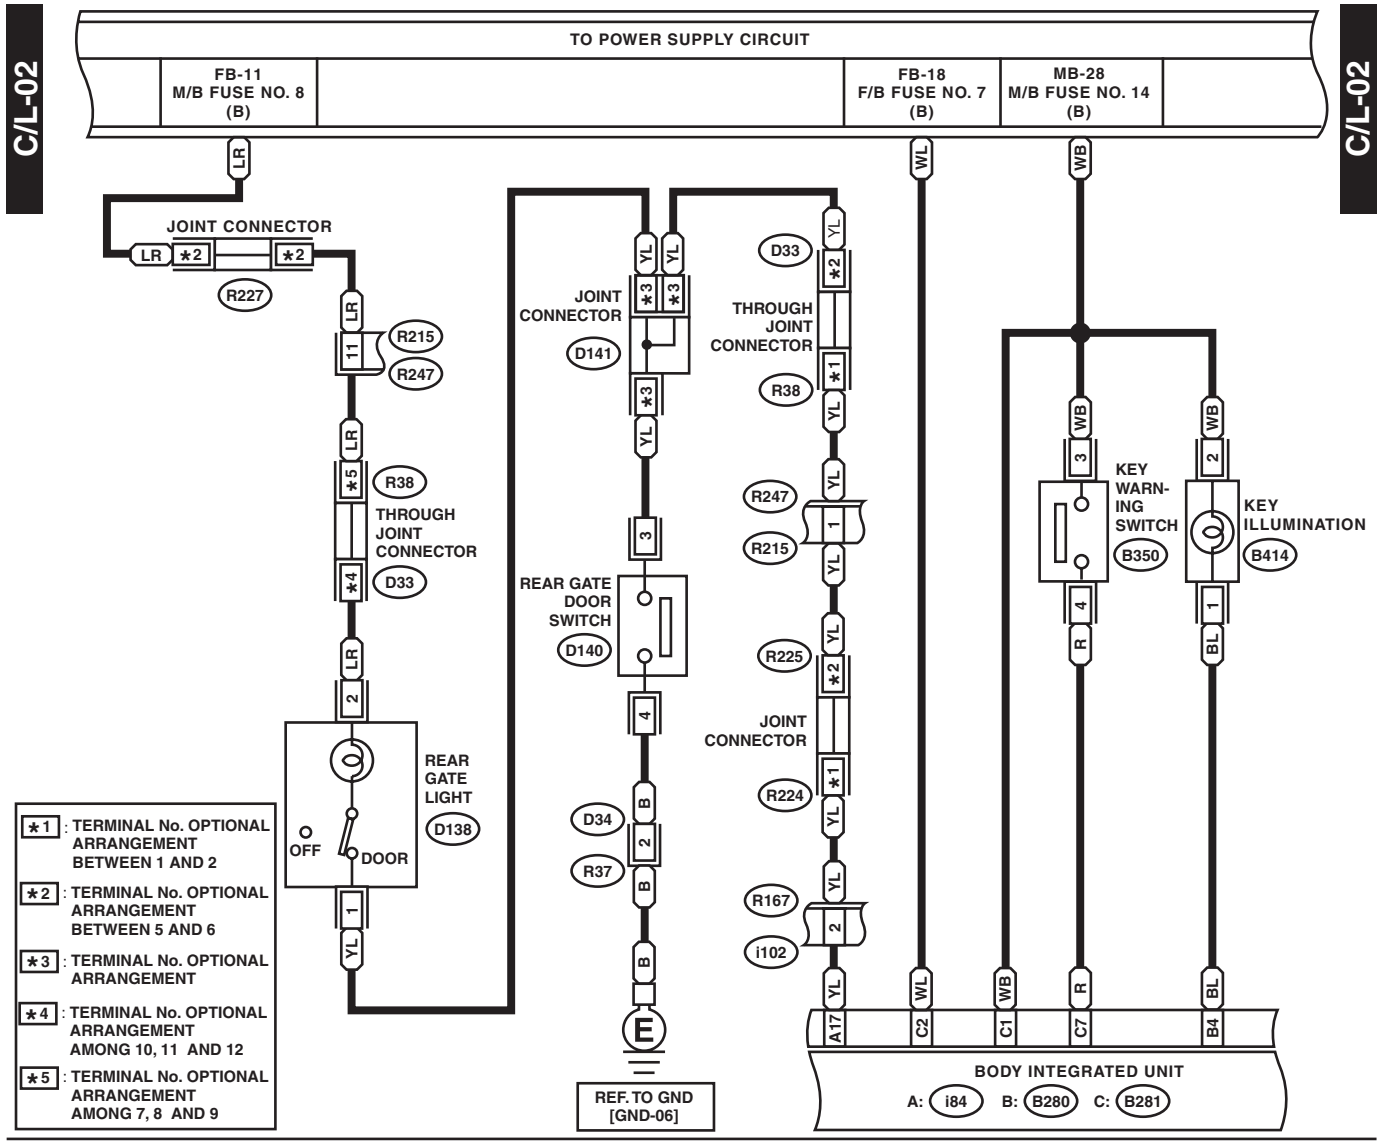 C/L-02
C/L-02
TO POWER SUPPLY CIRCUIT
FB-11
M/B FUSE NO. 8
(B)
FB-18
F/B FUSE NO. 7
(B)
MB-28
M/B FUSE NO. 14
(B)
LR
WL
WB
JOINT CONNECTOR
LR
*2
*2
R227
LR
11
R215
R247
LR
*5
R38
THROUGH
JOINT
CONNECTOR
*4
D33
LR
2
REAR
GATE
LIGHT
D138
OFF
DOOR
1
YL
YL
YL
*3
*3
JOINT
CONNECTOR
D141
*3
YL
3
REAR GATE
DOOR
SWITCH
D140
4
B
D34
2
R37
B
B
E
REF. TO GND
[GND-06]
YL
D33
*2
THROUGH
JOINT
CONNECTOR
*1
R38
YL
YL
R247
1
R215
YL
YL
R225
*2
JOINT
CONNECTOR
*1
R224
YL
YL
R167
2
i102
YL
WL
WB
R
BL
WB
3
KEY
WARN-
ING
SWITCH
B350
4
R
WB
2
KEY
ILLUMINATION
B414
1
BL
A17
C2
C1
C7
B4
BODY INTEGRATED UNIT
A: i84 B: B280 C: B281
*1 : TERMINAL No. OPTIONAL
ARRANGEMENT
BETWEEN 1 AND 2
*2 : TERMINAL No. OPTIONAL
ARRANGEMENT
BETWEEN 5 AND 6
*3 : TERMINAL No. OPTIONAL
ARRANGEMENT
*4 : TERMINAL No. OPTIONAL
ARRANGEMENT
AMONG 10, 11 AND 12
*5 : TERMINAL No. OPTIONAL
ARRANGEMENT
AMONG 7, 8 AND 9